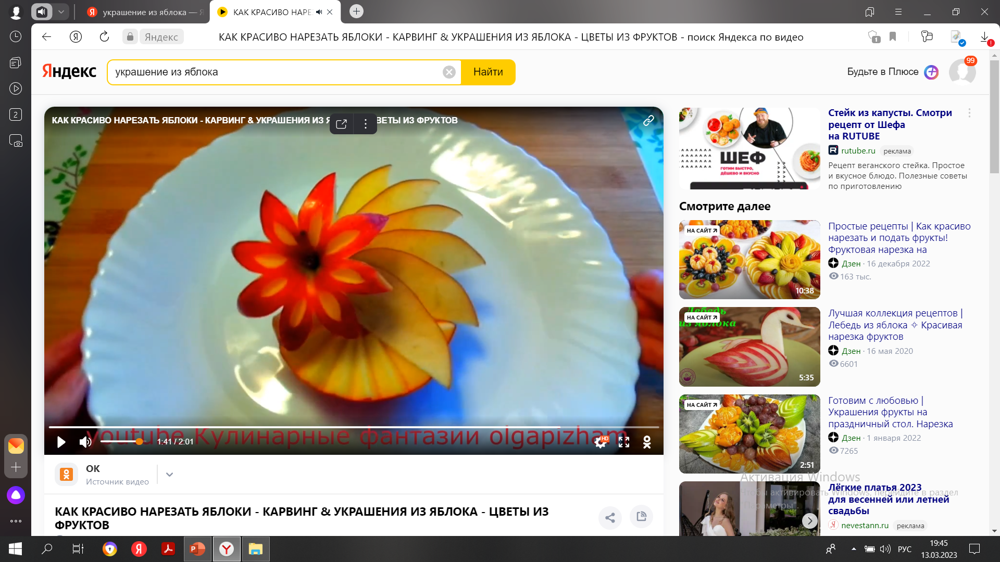 украшение из яблока — Я
КАК КРАСИВО НАРЕ
Яндекс
КАК КРАСИВО НАРЕЗАТЬ ЯБЛОКИ - КАРВИНГ & УКРАШЕНИЯ ИЗ ЯБЛОКА - ЦВЕТЫ ИЗ ФРУКТОВ - поиск Яндекса по видео
1
2
Яндекс
украшение из яблока
Найти
Будьте в Плюсе
99
КАК КРАСИВО НАРЕЗАТЬ ЯБЛОКИ - КАРВИНГ & УКРАШЕНИЯ ИЗ Я
ВЕТЫ ИЗ ФРУКТОВ
youtube Кулинарные фантазии olgapizham
1:41 / 2:01
HD
OK
Источник видео
КАК КРАСИВО НАРЕЗАТЬ ЯБЛОКИ - КАРВИНГ & УКРАШЕНИЯ ИЗ ЯБЛОКА - ЦВЕТЫ ИЗ
ФРУКТОВ
ШЕФ
ГОТИМ БЫСТРО,
ДЁШЕВО И ВКУСНО
Стейк из капусты. Смотри
рецепт от Шефа
на RUTUBE
rutube.ru реклама
Рецепт веганского стейка. Простое
и вкусное блюдо. Полезные советы
по приготовлению
Смотрите далее
НА САЙТ
10:38
Простые рецепты | Как красиво
нарезать и подать фрукты!
Фруктовая нарезка на
Дзен · 16 декабря 2022
163 тыс.
Лебедь
НА САЙТ
из яблока
5:35
Лучшая коллекция рецептов |
Лебедь из яблока ✧ Красивая
нарезка фруктов
Дзен · 16 мая 2020
6601
НА САЙТ
2:51
Готовим с любовью |
Украшения фрукты на
праздничный стол. Нарезка
Дзен · 1 января 2022
7265
Активация Windows
Чтобы активировать Windows, перейдите в раздел
"Параметры".
Лёгкие платья 2023
для весенней или летней
свадьбы
nevestann.ru реклама
РУС
19:45
13.03.2023